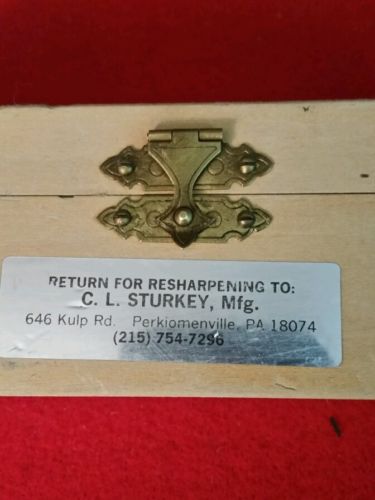 RETURN FOR RESHARPENING TO:
C. L. STURKEY, Mfg.
646 Kulp Rd. Perkiomenville, PA 18074
(215) 754-7296